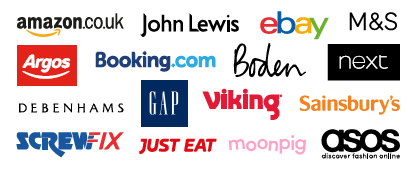 amazon.co.uk John Lewis ebay M&S
Argos Booking.com Boden next
DEBENHAMS GAP viking Sainsbury's
SCREWFIX JUST EAT moonpig asos
discover fashion online